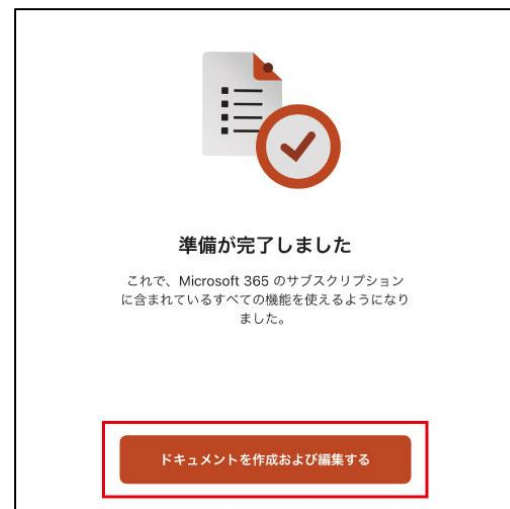 準備が完了しました
これで、Microsoft 365 のサブスクリプション
に含まれているすべての機能を使えるようになり
ました。
ドキュメントを作成および編集する